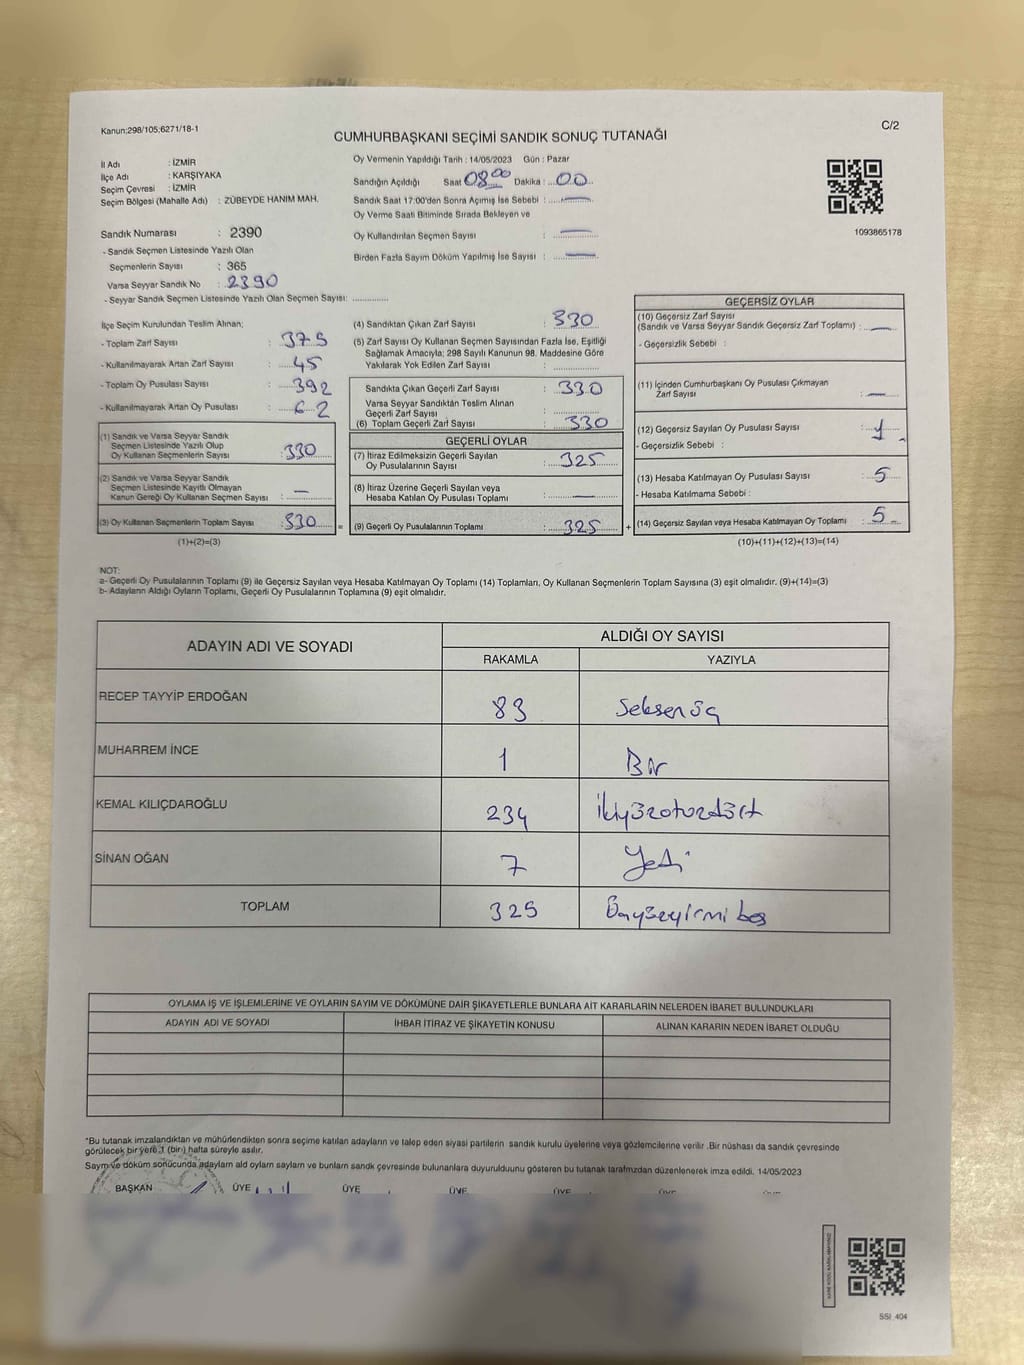 Kanun:298/105;6271/18-1
C/2
CUMHURBAŞKANI SEÇİMİ SANDIK SONUÇ TUTANAĞI
İl Adı : İZMİR
İlçe Adı : KARŞIYAKA
Seçim Çevresi : İZMİR
Seçim Bölgesi (Mahalle Adı) : ZÜBEYDE HANIM MAH.
Oy Vermenin Yapıldığı Tarih : 14/05/2023 Gün : Pazar
Sandığın Açıldığı Saat 08.00 Dakika : 00
Sandık Saat 17:00'den Sonra Açılmış İse Sebebi : —
Oy Verme Saati Bitiminde Sırada Bekleyen ve
Oy Kullandırılan Seçmen Sayısı : —
Birden Fazla Sayım Döküm Yapılmış İse Sayısı : —
1093865178
Sandık Numarası : 2390
- Sandık Seçmen Listesinde Yazılı Olan
Seçmenlerin Sayısı : 365
Varsa Seyyar Sandık No : 2390
- Seyyar Sandık Seçmen Listesinde Yazılı Olan Seçmen Sayısı: ..............
İlçe Seçim Kurulundan Teslim Alınan;
- Toplam Zarf Sayısı : 375
- Kullanılmayarak Artan Zarf Sayısı : 45
- Toplam Oy Pusulası Sayısı : 392
- Kullanılmayarak Artan Oy Pusulası : 62
(1) Sandık ve Varsa Seyyar Sandık
Seçmen Listesinde Yazılı Olup
Oy Kullanan Seçmenlerin Sayısı : 330
(2) Sandık ve Varsa Seyyar Sandık
Seçmen Listesinde Kayıtlı Olmayan
Kanun Gereği Oy Kullanan Seçmen Sayısı : —
(3) Oy Kullanan Seçmenlerin Toplam Sayısı : 330 =
(1)+(2)=(3)
(4) Sandıktan Çıkan Zarf Sayısı : 330
(5) Zarf Sayısı Oy Kullanan Seçmen Sayısından Fazla İse, Eşitliği
Sağlamak Amacıyla; 298 Sayılı Kanunun 98. Maddesine Göre
Yakılarak Yok Edilen Zarf Sayısı :
Sandıkta Çıkan Geçerli Zarf Sayısı : 330
Varsa Seyyar Sandıktan Teslim Alınan
Geçerli Zarf Sayısı :
(6) Toplam Geçerli Zarf Sayısı : 330
GEÇERLİ OYLAR
(7) İtiraz Edilmeksizin Geçerli Sayılan
Oy Pusulalarının Sayısı : 325
(8) İtiraz Üzerine Geçerli Sayılan veya
Hesaba Katılan Oy Pusulası Toplamı : —
(9) Geçerli Oy Pusulalarının Toplamı : 325 +
GEÇERSİZ OYLAR
(10) Geçersiz Zarf Sayısı
(Sandık ve Varsa Seyyar Sandık Geçersiz Zarf Toplamı) : —
- Geçersizlik Sebebi :
(11) İçinden Cumhurbaşkanı Oy Pusulası Çıkmayan
Zarf Sayısı : —
(12) Geçersiz Sayılan Oy Pusulası Sayısı :
- Geçersizlik Sebebi :
(13) Hesaba Katılmayan Oy Pusulası Sayısı : 5
- Hesaba Katılmama Sebebi :
(14) Geçersiz Sayılan veya Hesaba Katılmayan Oy Toplamı : 5
(10)+(11)+(12)+(13)=(14)
NOT:
a- Geçerli Oy Pusulalarının Toplamı (9) ile Geçersiz Sayılan veya Hesaba Katılmayan Oy Toplamı (14) Toplamları, Oy Kullanan Seçmenlerin Toplam Sayısına (3) eşit olmalıdır. (9)+(14)=(3)
b- Adayların Aldığı Oyların Toplamı, Geçerli Oy Pusulalarının Toplamına (9) eşit olmalıdır.
ADAYIN ADI VE SOYADI
ALDIĞI OY SAYISI
RAKAMLA YAZIYLA
RECEP TAYYİP ERDOĞAN 83 Seksenüç
MUHARREM İNCE 1 Bir
KEMAL KILIÇDAROĞLU 234 ikiyüzotuzdört
SİNAN OĞAN 7 Yedi
TOPLAM 325 Üçyüzyirmi beş
OYLAMA İŞ VE İŞLEMLERİNE VE OYLARIN SAYIM VE DÖKÜMÜNE DAİR ŞİKAYETLERLE BUNLARA AİT KARARLARIN NELERDEN İBARET BULUNDUKLARI
ADAYIN ADI VE SOYADI İHBAR İTİRAZ VE ŞİKAYETİN KONUSU ALINAN KARARIN NEDEN İBARET OLDUĞU
*Bu tutanak imzalandıktan ve mühürlendikten sonra seçime katılan adayların ve talep eden siyasi partilerin sandık kurulu üyelerine veya gözlemcilerine verilir .Bir nüshası da sandık çevresinde
görülecek bir yere 1 (bir) hafta süreyle asılır.
Saym ve döküm sonucunda adaylarn ald oylarn saylarn ve bunlarn sandık çevresinde bulunanlara duyurulduunu gösteren bu tutanak tarafmzdan düzenlenerek imza edildi. 14/05/2023
BAŞKAN ÜYE ÜYE ÜYE ÜYE
SSI_404